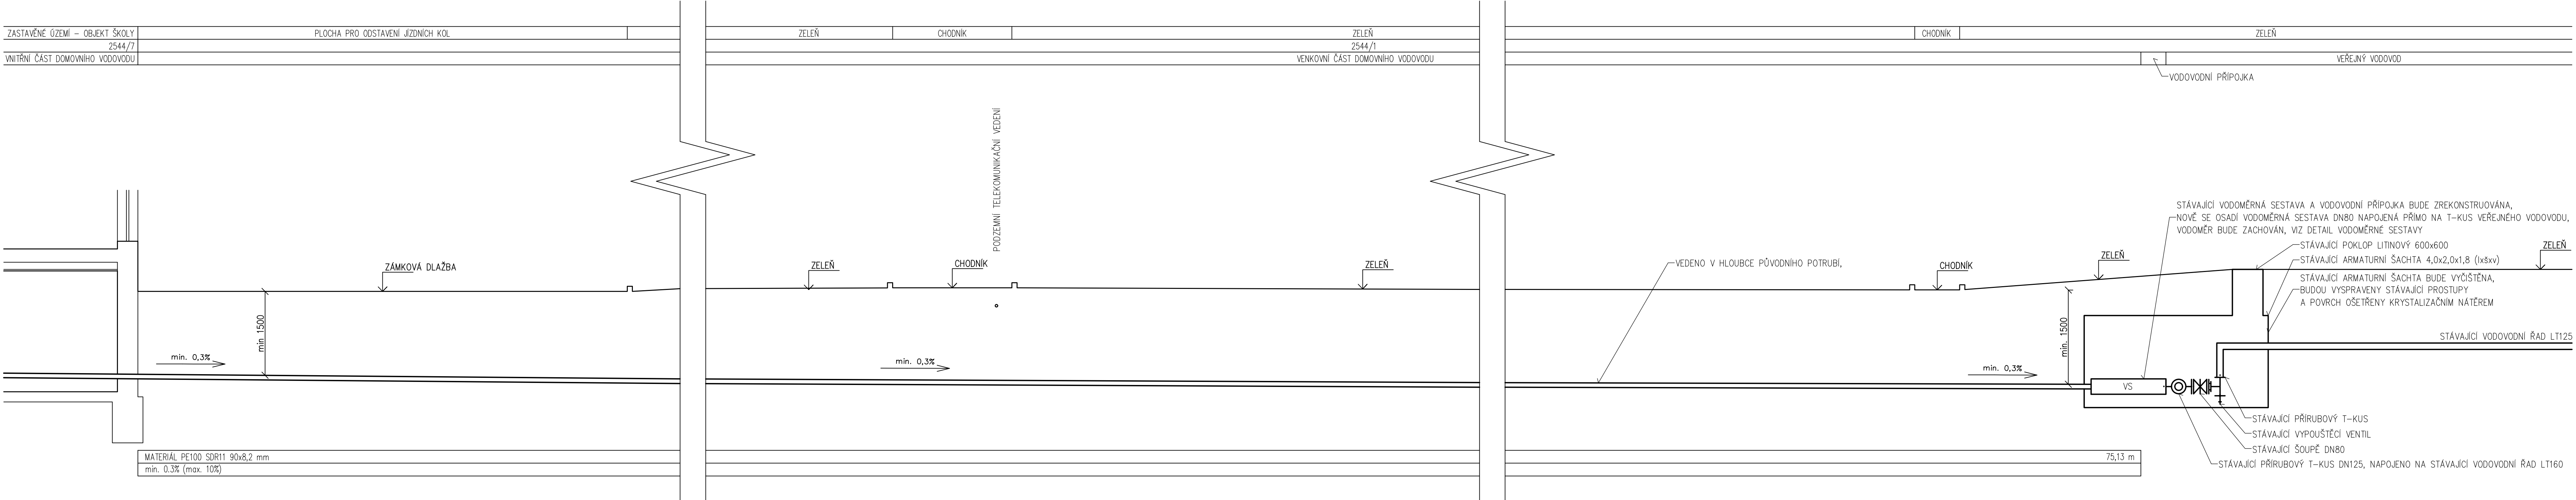 ZASTAVĚNÉ ÚZEMÍ - OBJEKT ŠKOLY
PLOCHA PRO ODSTAVENÍ JÍZDNÍCH KOL
ZELEŇ
CHODNÍK
ZELEŇ
CHODNÍK
ZELEŇ
2544/7
2544/1
VNITŘNÍ ČÁST DOMOVNÍHO VODOVODU
VENKOVNÍ ČÁST DOMOVNÍHO VODOVODU
VEŘEJNÝ VODOVOD
VODOVODNÍ PŘÍPOJKA
PODZEMNÍ TELEKOMUNIKAČNÍ VEDENÍ
STÁVAJÍCÍ VODOMĚRNÁ SESTAVA A VODOVODNÍ PŘÍPOJKA BUDE ZREKONSTRUOVÁNA,
NOVĚ SE OSADÍ VODOMĚRNÁ SESTAVA DN80 NAPOJENÁ PŘÍMO NA T-KUS VEŘEJNÉHO VODOVODU,
VODOMĚR BUDE ZACHOVÁN, VIZ DETAIL VODOMĚRNÉ SESTAVY
STÁVAJÍCÍ POKLOP LITINOVÝ 600x600
ZELEŇ
STÁVAJÍCÍ ARMATURNÍ ŠACHTA 4,0x2,0x1,8 (lxšxv)
ZÁMKOVÁ DLAŽBA
ZELEŇ
CHODNÍK
ZELEŇ
VEDENO V HLOUBCE PŮVODNÍHO POTRUBÍ,
CHODNÍK
ZELEŇ
STÁVAJÍCÍ ARMATURNÍ ŠACHTA BUDE VYČIŠTĚNA,
BUDOU VYSPRAVENY STÁVAJÍCÍ PROSTUPY
A POVRCH OŠETŘENY KRYSTALIZAČNÍM NÁTĚREM
min 1500
min. 1500
STÁVAJÍCÍ VODOVODNÍ ŘAD LT125
min. 0,3%
min. 0,3%
min. 0,3%
VS
STÁVAJÍCÍ PŘÍRUBOVÝ T-KUS
STÁVAJÍCÍ VYPOUŠTĚCÍ VENTIL
STÁVAJÍCÍ ŠOUPĚ DN80
STÁVAJÍCÍ PŘÍRUBOVÝ T-KUS DN125, NAPOJENO NA STÁVAJÍCÍ VODOVODNÍ ŘAD LT160
MATERIÁL PE100 SDR11 90x8,2 mm
75,13 m
min. 0.3% (max. 10%)